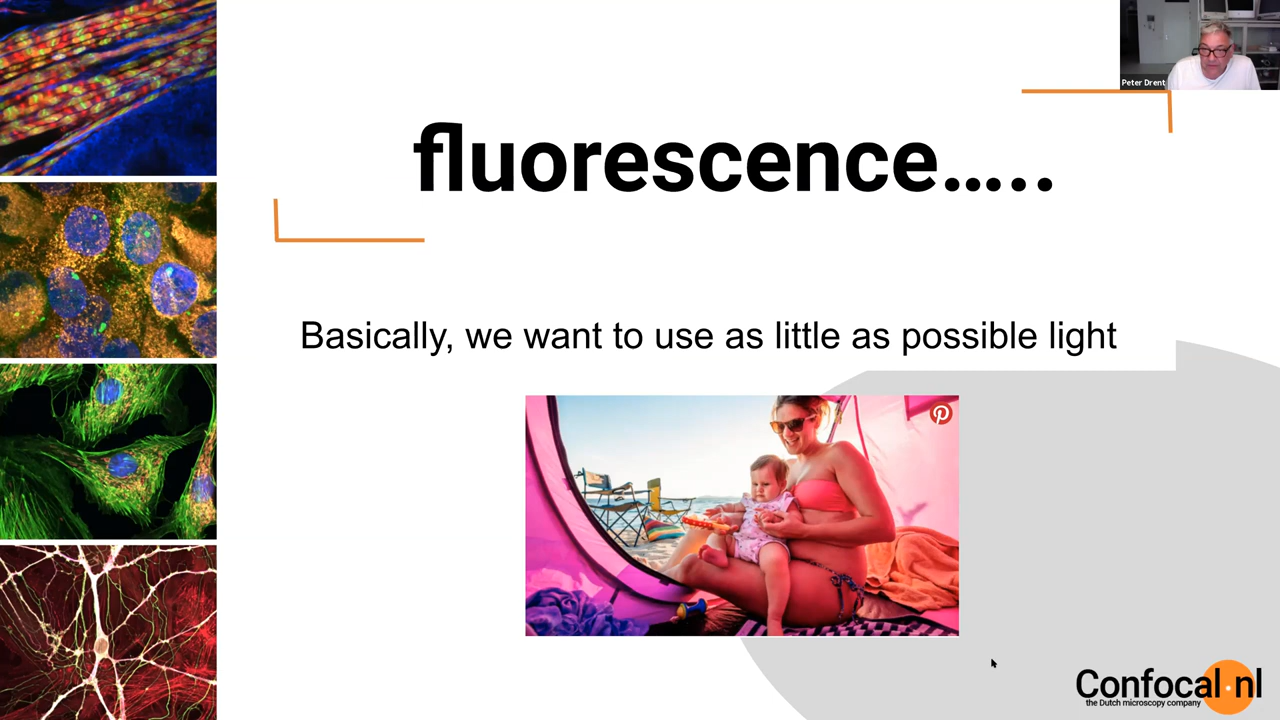 Peter Drent
fluorescence…..
Basically, we want to use as little as possible light
Confocal.nl
the Dutch microscopy company